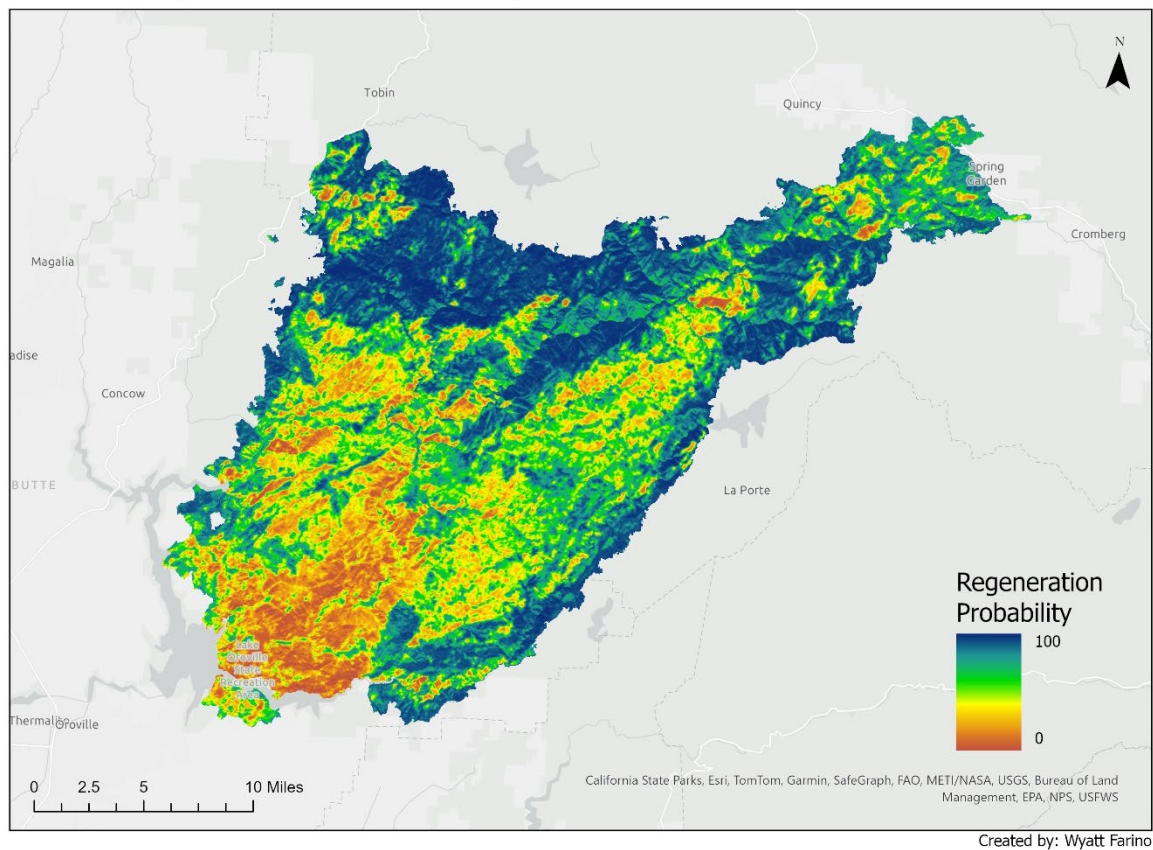 N
Tobin
Quincy
Spring
Garden
Cromberg
Magalia
adise
Concow
BUTTE
La Porte
Regeneration
Probability
100
0
Lake
Oroville
State
Recreation
Area
Thermalito
Oroville
0 2.5 5 10 Miles
California State Parks, Esri, TomTom, Garmin, SafeGraph, FAO, METI/NASA, USGS, Bureau of Land
Management, EPA, NPS, USFWS
Created by: Wyatt Farino